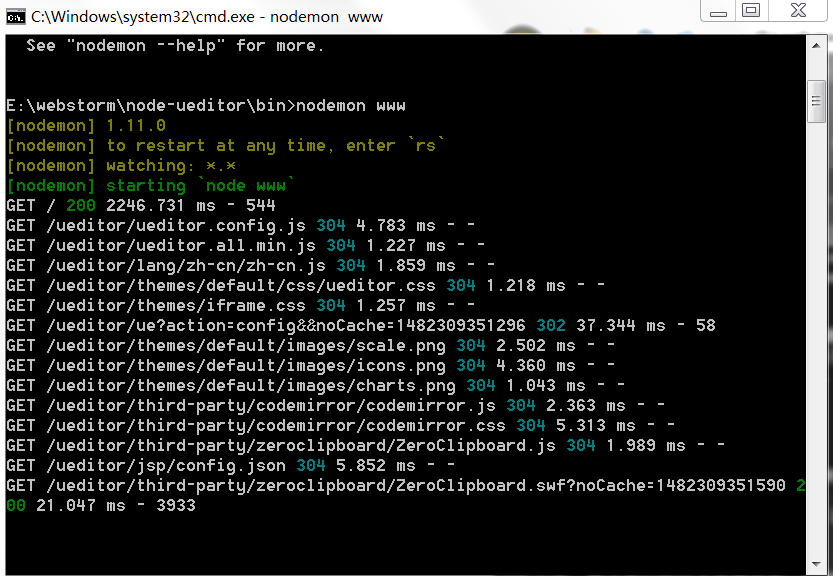 C:\Windows\system32\cmd.exe - nodemon  www
See "nodemon --help" for more.
E:\webstorm\node-ueditor\bin>nodemon www
[nodemon] 1.11.0
[nodemon] to restart at any time, enter `rs`
[nodemon] watching: *.*
[nodemon] starting `node www`
GET / 200 2246.731 ms - 544
GET /ueditor/ueditor.config.js 304 4.783 ms - -
GET /ueditor/ueditor.all.min.js 304 1.227 ms - -
GET /ueditor/lang/zh-cn/zh-cn.js 304 1.859 ms - -
GET /ueditor/themes/default/css/ueditor.css 304 1.218 ms - -
GET /ueditor/themes/iframe.css 304 1.257 ms - -
GET /ueditor/ue?action=config&&noCache=1482309351296 302 37.344 ms - 58
GET /ueditor/themes/default/images/scale.png 304 2.502 ms - -
GET /ueditor/themes/default/images/icons.png 304 4.360 ms - -
GET /ueditor/themes/default/images/charts.png 304 1.043 ms - -
GET /ueditor/third-party/codemirror/codemirror.js 304 2.363 ms - -
GET /ueditor/third-party/codemirror/codemirror.css 304 5.313 ms - -
GET /ueditor/third-party/zeroclipboard/ZeroClipboard.js 304 1.989 ms - -
GET /ueditor/jsp/config.json 304 5.852 ms - -
GET /ueditor/third-party/zeroclipboard/ZeroClipboard.swf?noCache=1482309351590 2
00 21.047 ms - 3933